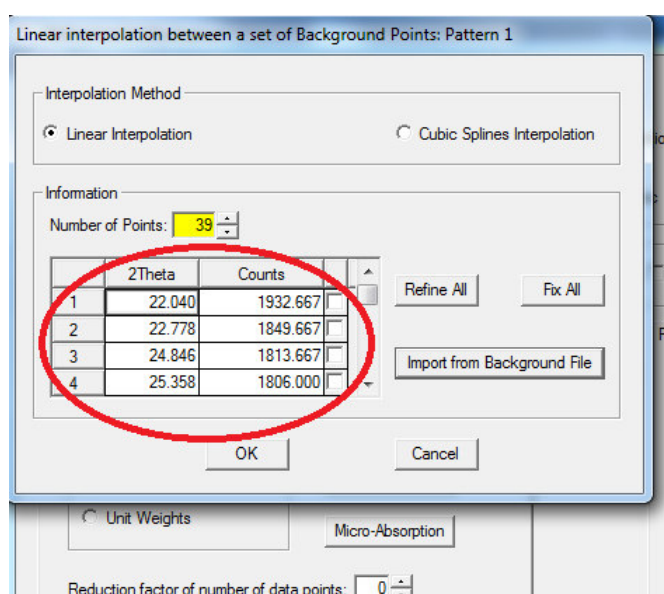 Linear interpolation between a set of Background Points: Pattern 1
Interpolation Method
Linear Interpolation Cubic Splines Interpolation
Information
Number of Points: 39
2Theta Counts
1 22.040 1932.667
2 22.778 1849.667
3 24.846 1813.667
4 25.358 1806.000
Refine All Fix All
Import from Background File
OK Cancel
Unit Weights
Micro-Absorption
Reduction factor of number of data points: 0